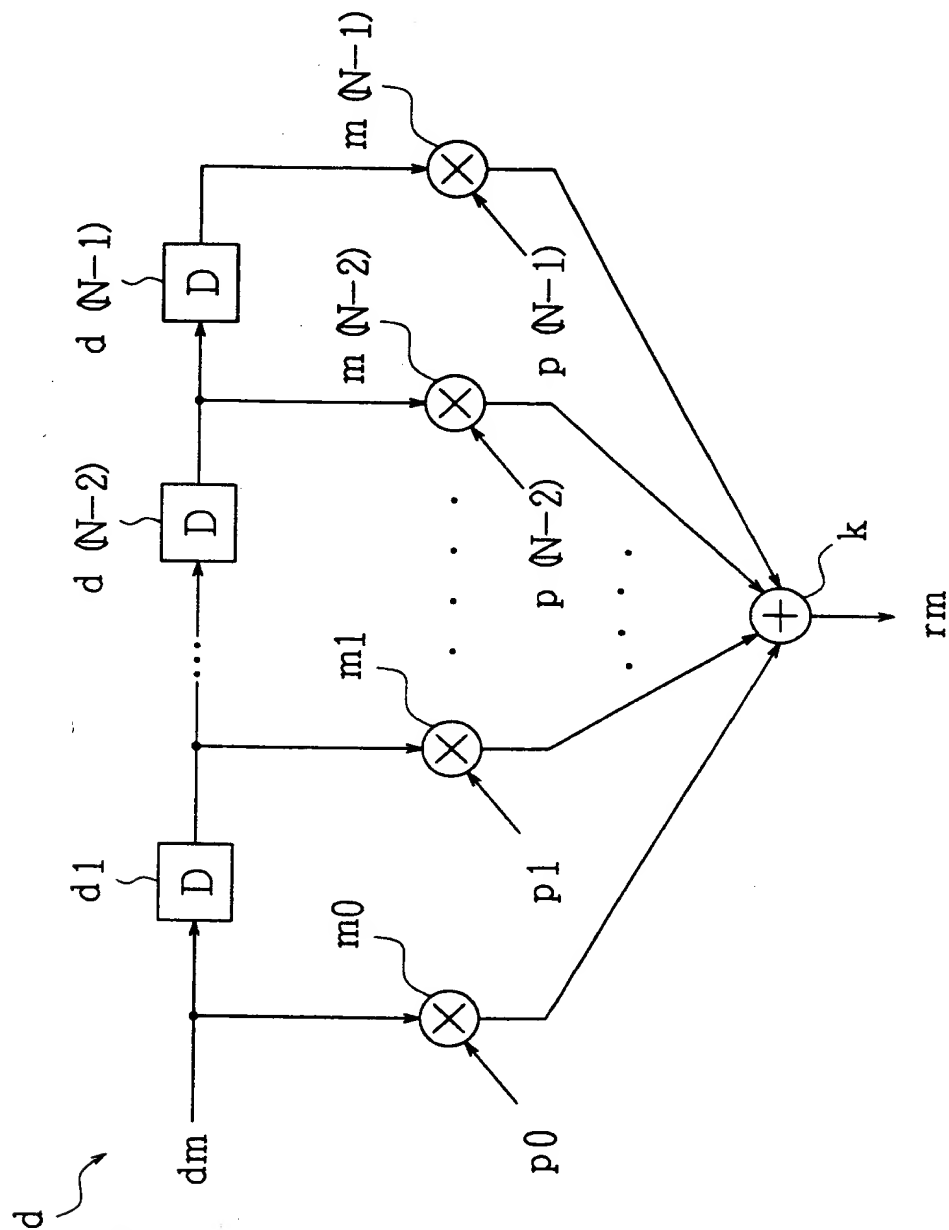 d
dm
d1
d (N-2)
d (N-1)
D
D
D
m0
m1
m (N-2)
m (N-1)
×
×
×
×
p0
p1
p (N-2)
p (N-1)
+
k
rm